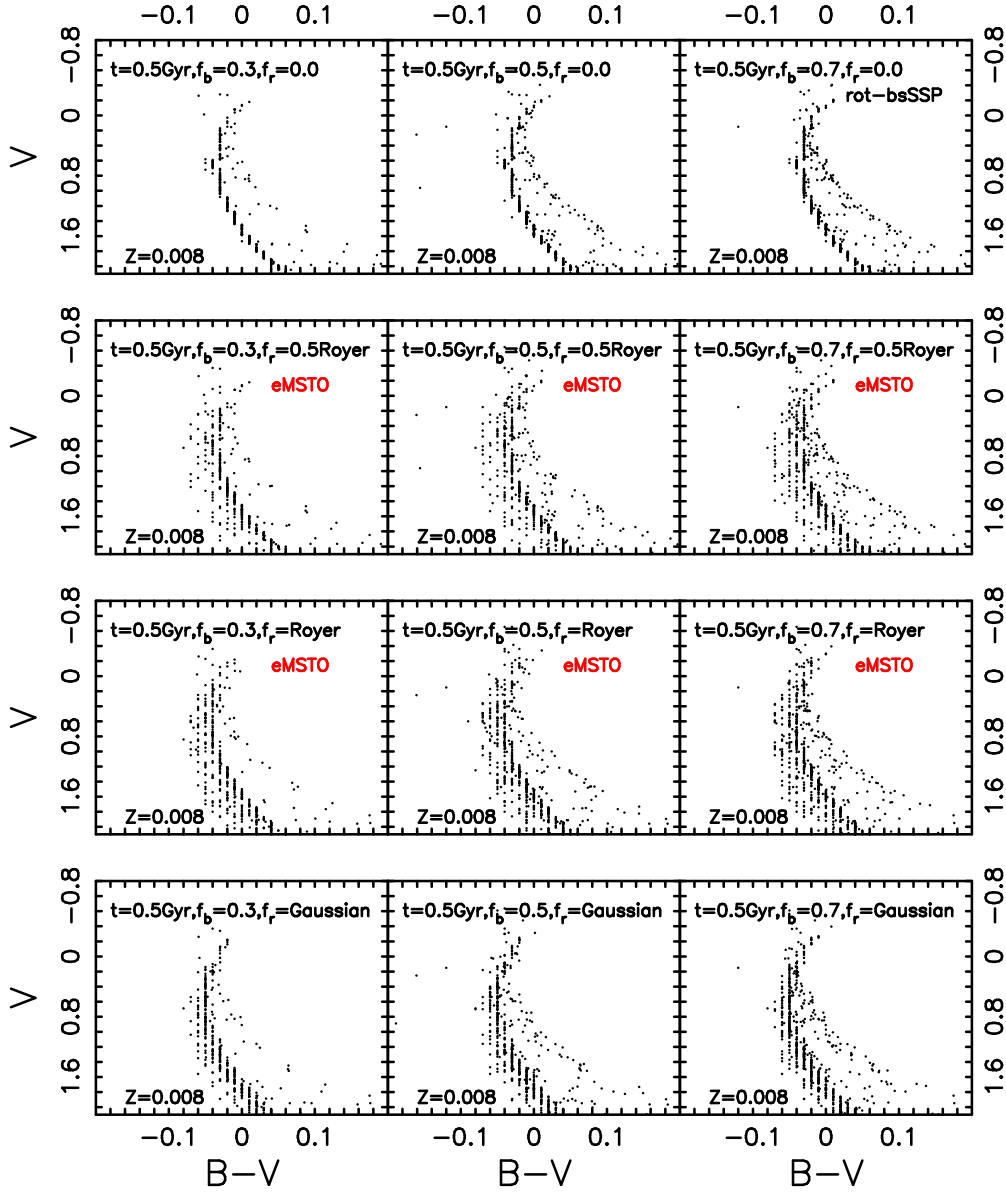 −0.1 0 0.1 −0.1 0 0.1 −0.1 0 0.1
t=0.5Gyr,f_b=0.3,f_r=0.0
t=0.5Gyr,f_b=0.5,f_r=0.0
t=0.5Gyr,f_b=0.7,f_r=0.0
rot−bsSSP
Z=0.008
Z=0.008
Z=0.008
V
−0.8 0 0.8 1.6
−0.8 0 0.8 1.6
t=0.5Gyr,f_b=0.3,f_r=0.5Royer
t=0.5Gyr,f_b=0.5,f_r=0.5Royer
t=0.5Gyr,f_b=0.7,f_r=0.5Royer
eMSTO
eMSTO
eMSTO
Z=0.008
Z=0.008
Z=0.008
V
−0.8 0 0.8 1.6
−0.8 0 0.8 1.6
t=0.5Gyr,f_b=0.3,f_r=Royer
t=0.5Gyr,f_b=0.5,f_r=Royer
t=0.5Gyr,f_b=0.7,f_r=Royer
eMSTO
eMSTO
eMSTO
Z=0.008
Z=0.008
Z=0.008
V
−0.8 0 0.8 1.6
−0.8 0 0.8 1.6
t=0.5Gyr,f_b=0.3,f_r=Gaussian
t=0.5Gyr,f_b=0.5,f_r=Gaussian
t=0.5Gyr,f_b=0.7,f_r=Gaussian
Z=0.008
Z=0.008
Z=0.008
V
−0.8 0 0.8 1.6
−0.8 0 0.8 1.6
−0.1 0 0.1 −0.1 0 0.1 −0.1 0 0.1
B−V
B−V
B−V